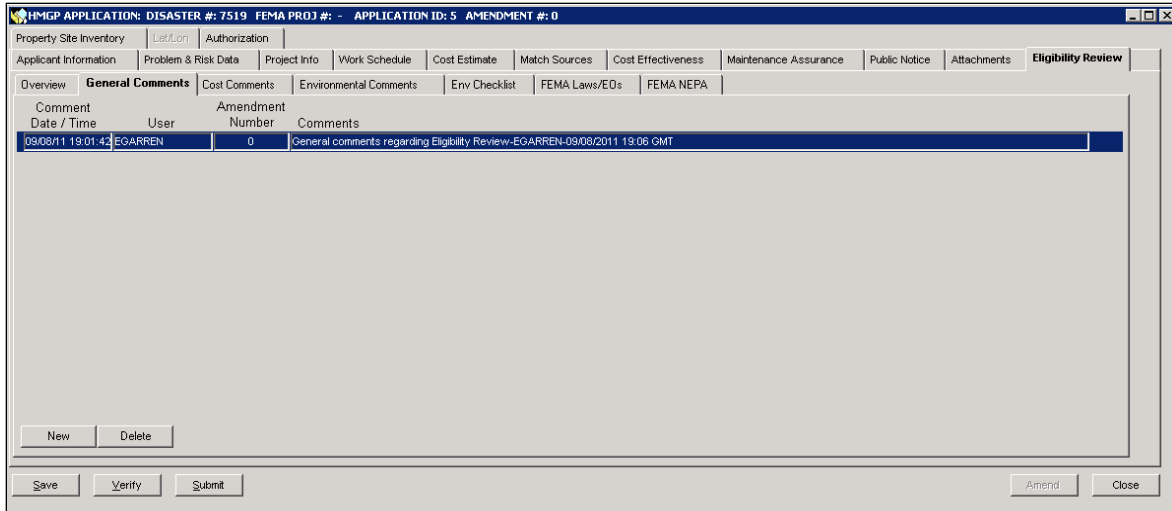 HMGP APPLICATION: DISASTER #: 7519 FEMA PROJ #: - APPLICATION ID: 5 AMENDMENT #: 0
Property Site Inventory Lat/Lon Authorization
Applicant Information Problem & Risk Data Project Info Work Schedule Cost Estimate Match Sources Cost Effectiveness Maintenance Assurance Public Notice Attachments Eligibility Review
Overview General Comments Cost Comments Environmental Comments Env Checklist FEMA Laws/EOs FEMA NEPA
Comment Amendment
Date / Time User Number Comments
09/08/11 19:01:42 EGARREN 0 General comments regarding Eligibility Review-EGARREN-09/08/2011 19:06 GMT
New Delete
Save Verify Submit Amend Close